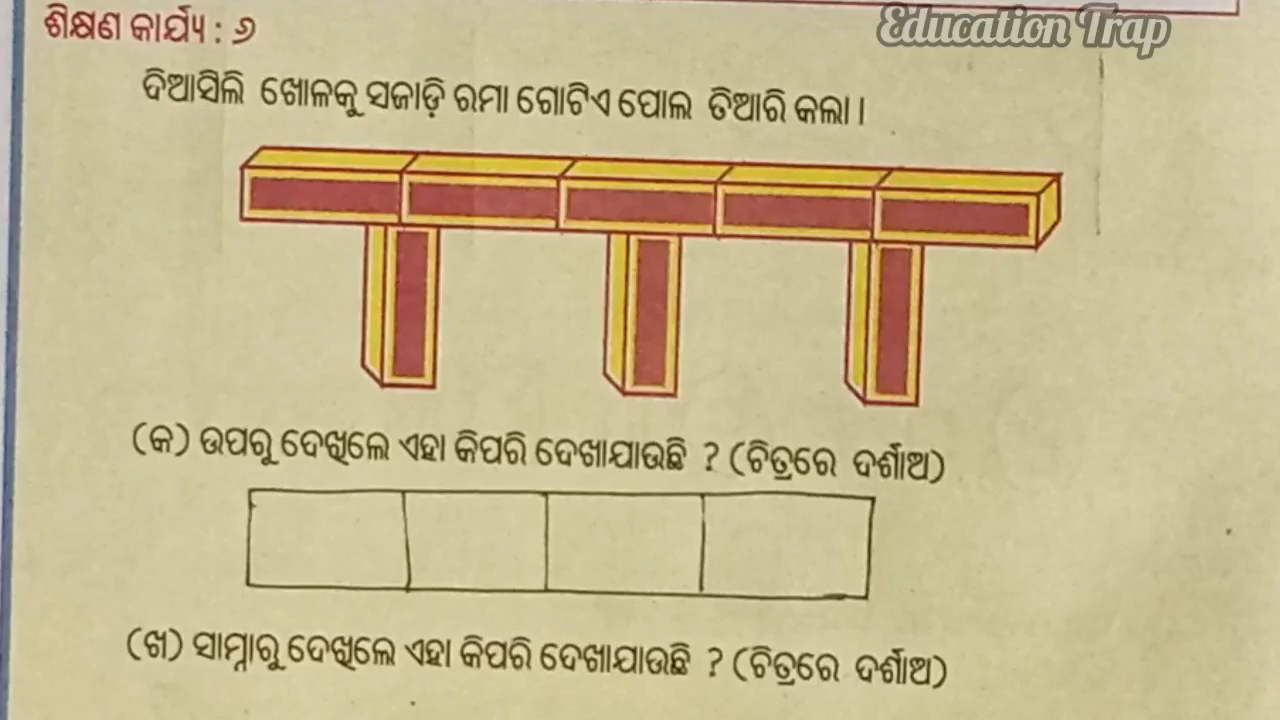 Education Trap
ଶିକ୍ଷଣ କାର୍ଯ୍ୟ : ୬
ଦିଆସିଲି ଖୋଳକୁ ସଜାଡ଼ି ରମା ଗୋଟିଏ ପୋଲ ତିଆରି କଲା ।
(କ) ଉପରୁ ଦେଖିଲେ ଏହା କିପରି ଦେଖାଯାଉଛି ? (ଚିତ୍ରରେ ଦର୍ଶାଅ)
(ଖ) ସାମ୍ନାରୁ ଦେଖିଲେ ଏହା କିପରି ଦେଖାଯାଉଛି ? (ଚିତ୍ରରେ ଦର୍ଶାଅ)